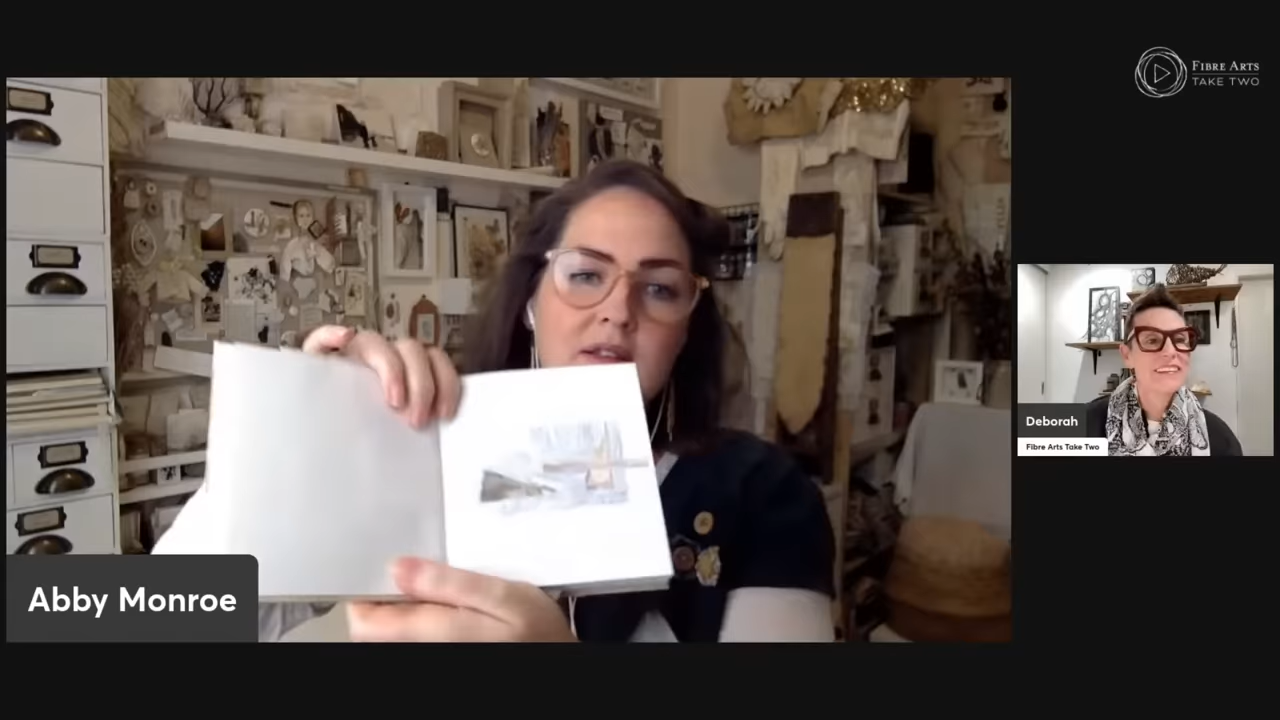 FIBRE ARTS
TAKE TWO
Abby Monroe
Deborah
Fibre Arts Take Two